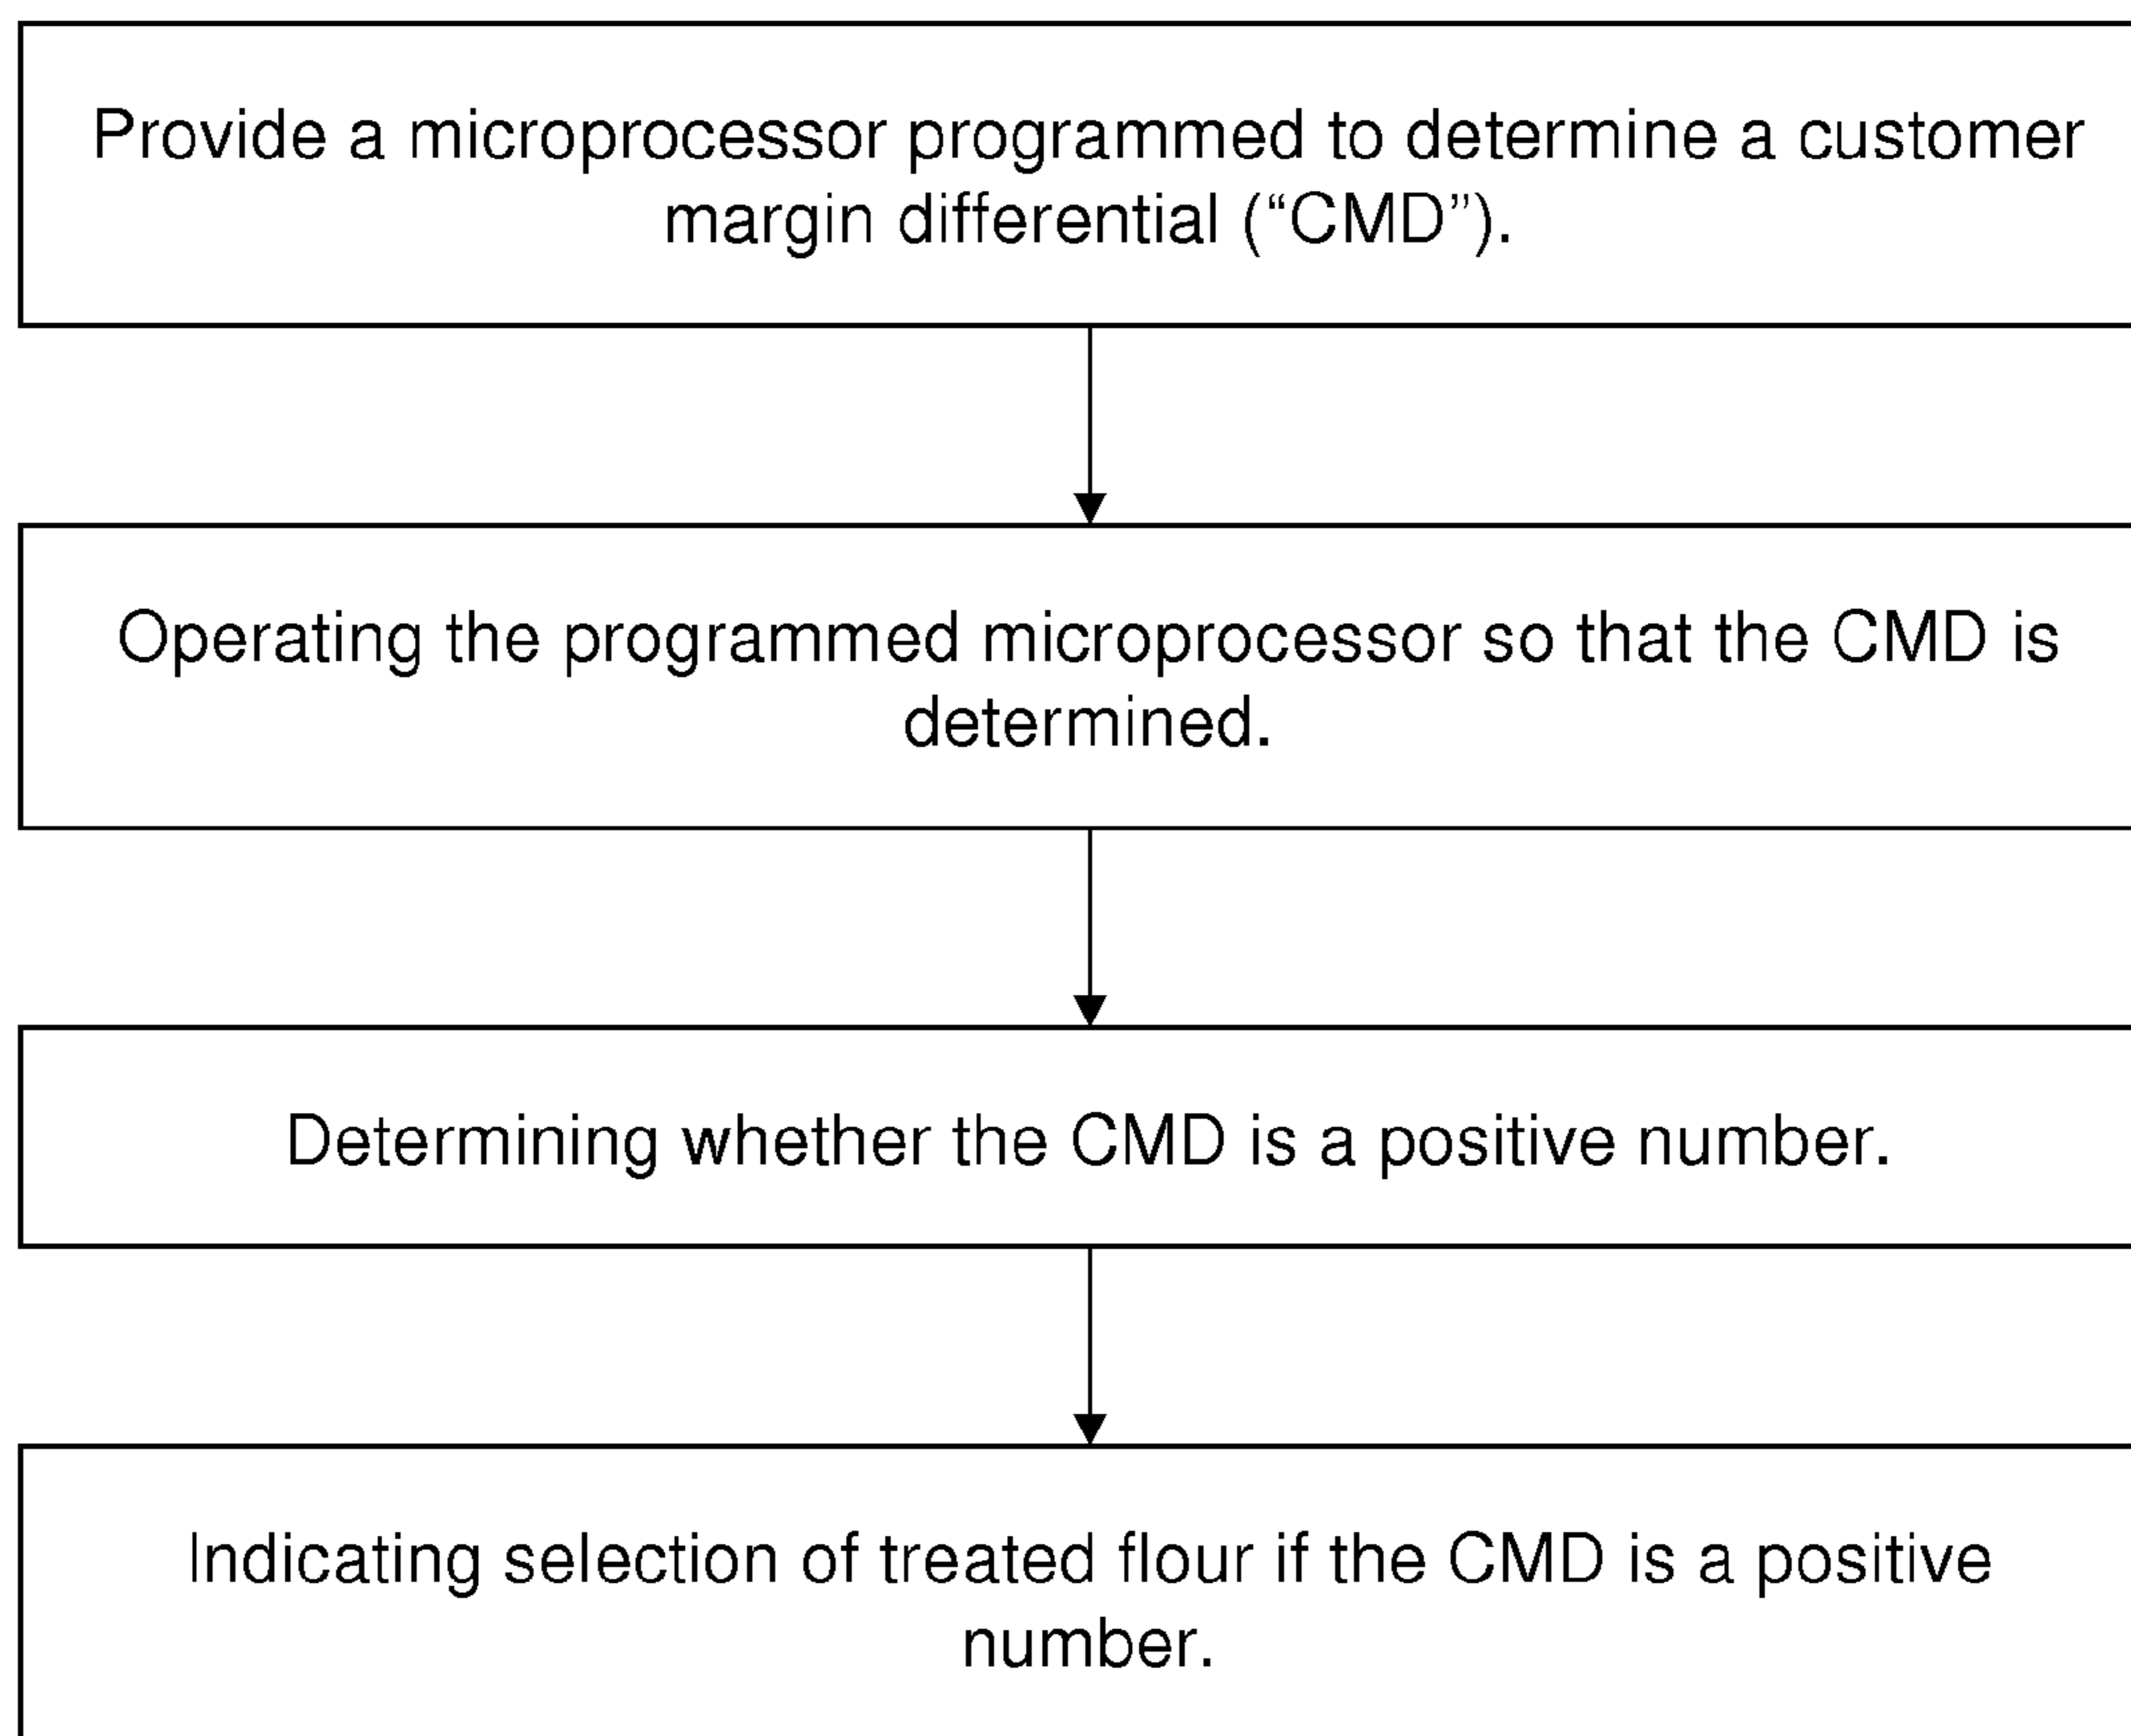 Provide a microprocessor programmed to determine a customer
margin differential (“CMD”).
Operating the programmed microprocessor so that the CMD is
determined.
Determining whether the CMD is a positive number.
Indicating selection of treated flour if the CMD is a positive
number.